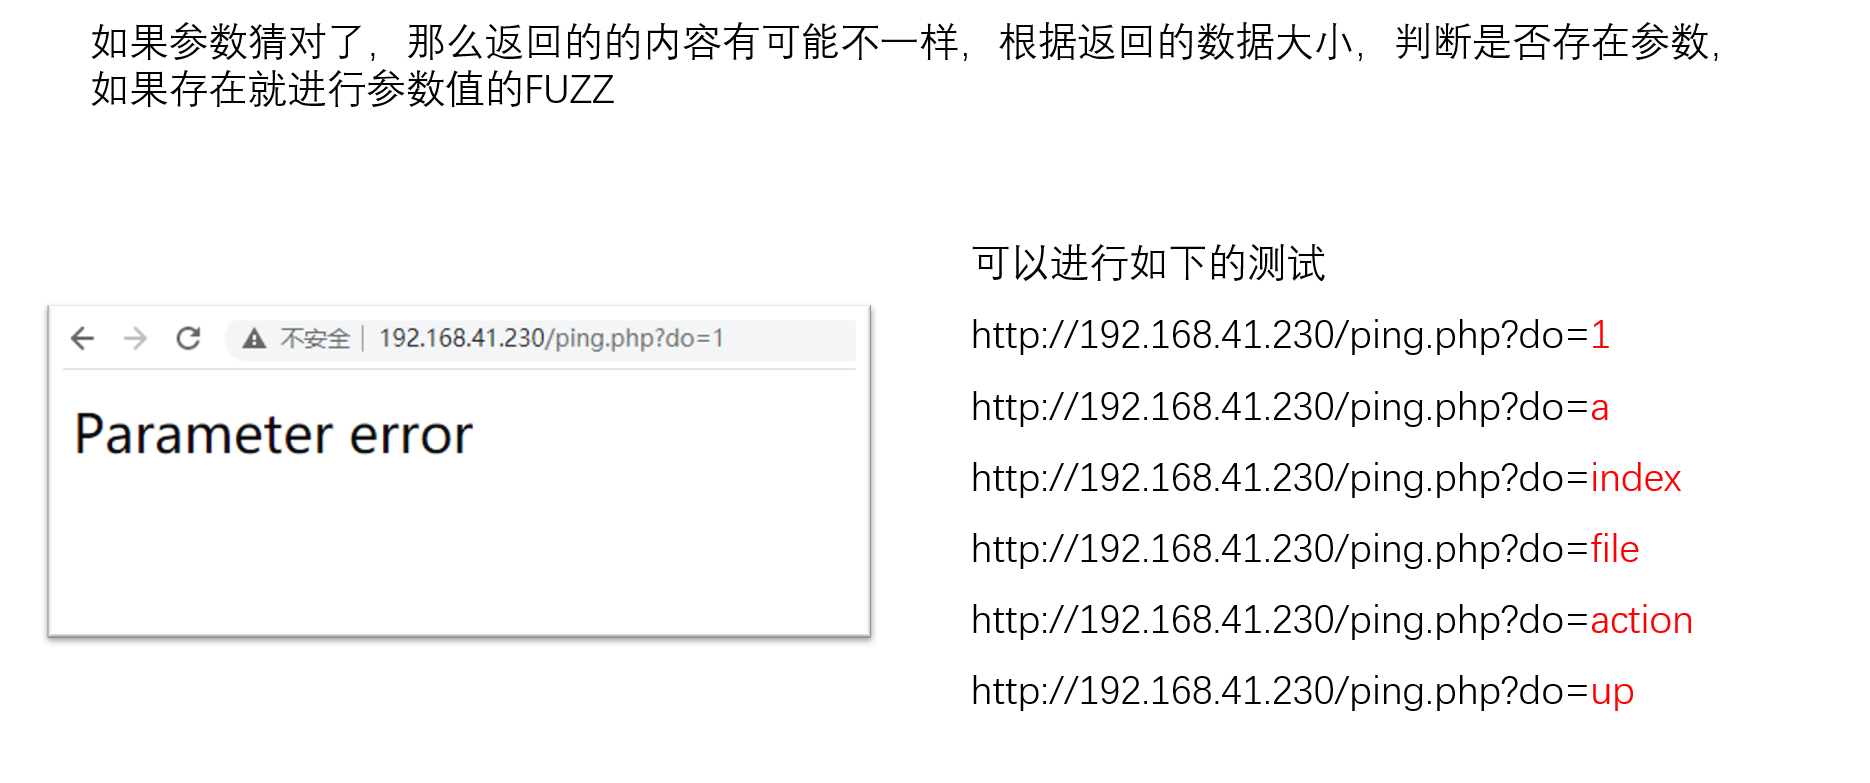 如果参数猜对了，那么返回的的内容有可能不一样，根据返回的数据大小，判断是否存在参数，
如果存在就进行参数值的FUZZ
不安全 | 192.168.41.230/ping.php?do=1
Parameter error
可以进行如下的测试
http://192.168.41.230/ping.php?do=1
http://192.168.41.230/ping.php?do=a
http://192.168.41.230/ping.php?do=index
http://192.168.41.230/ping.php?do=file
http://192.168.41.230/ping.php?do=action
http://192.168.41.230/ping.php?do=up